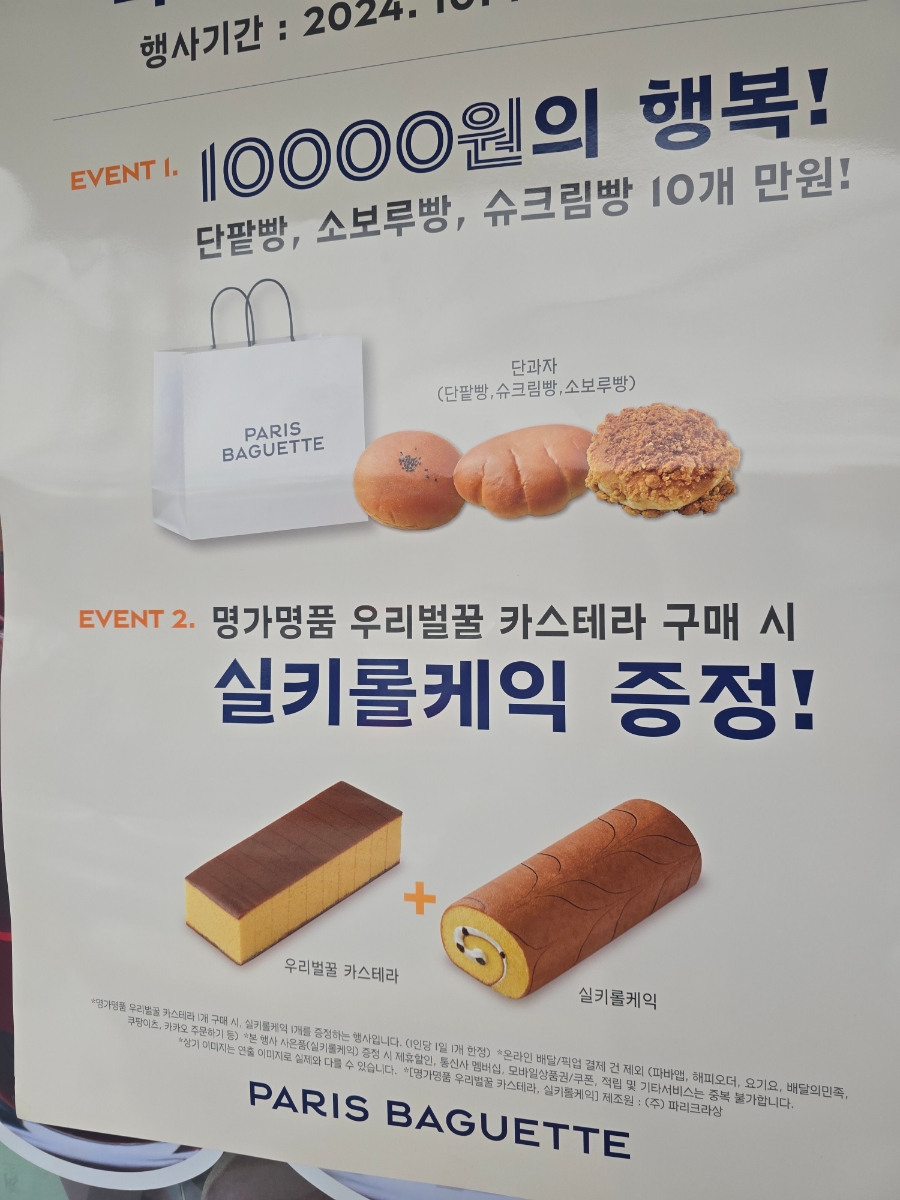 행사기간 : 2024. 10.
EVENT 1. 10000원의 행복!
단팥빵, 소보루빵, 슈크림빵 10개 만원!
단과자
(단팥빵,슈크림빵,소보루빵)
PARIS
BAGUETTE
EVENT 2. 명가명품 우리벌꿀 카스테라 구매 시
실키롤케익 증정!
+
우리벌꿀 카스테라
실키롤케익
*명가명품 우리벌꿀 카스테라 1개 구매 시, 실키롤케익 1개를 증정하는 행사입니다. (1인당 1일 1개 한정) *온라인 배달/픽업 결제 건 제외 (파바앱, 해피오더, 요기요, 배달의민족,
쿠팡이츠, 카카오 주문하기 등) *본 행사 사은품(실키롤케익) 증정 시 제휴할인, 통신사 멤버십, 모바일상품권/쿠폰, 적립 및 기타서비스는 중복 불가합니다.
*상기 이미지는 연출 이미지로 실제와 다를 수 있습니다. *[명가명품 우리벌꿀 카스테라, 실키롤케익] 제조원 : (주) 파리크라상
PARIS BAGUETTE